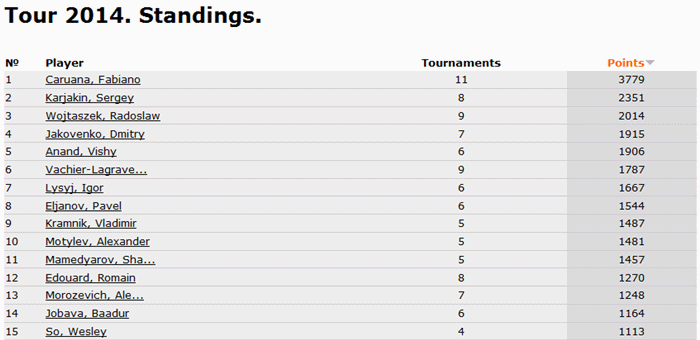 Tour 2014. Standings.
№ Player Tournaments Points
1 Caruana, Fabiano 11 3779
2 Karjakin, Sergey 8 2351
3 Wojtaszek, Radoslaw 9 2014
4 Jakovenko, Dmitry 7 1915
5 Anand, Vishy 6 1906
6 Vachier-Lagrave... 9 1787
7 Lysyj, Igor 6 1667
8 Eljanov, Pavel 6 1544
9 Kramnik, Vladimir 5 1487
10 Motylev, Alexander 5 1481
11 Mamedyarov, Sha... 5 1457
12 Edouard, Romain 8 1270
13 Morozevich, Ale... 7 1248
14 Jobava, Baadur 6 1164
15 So, Wesley 4 1113